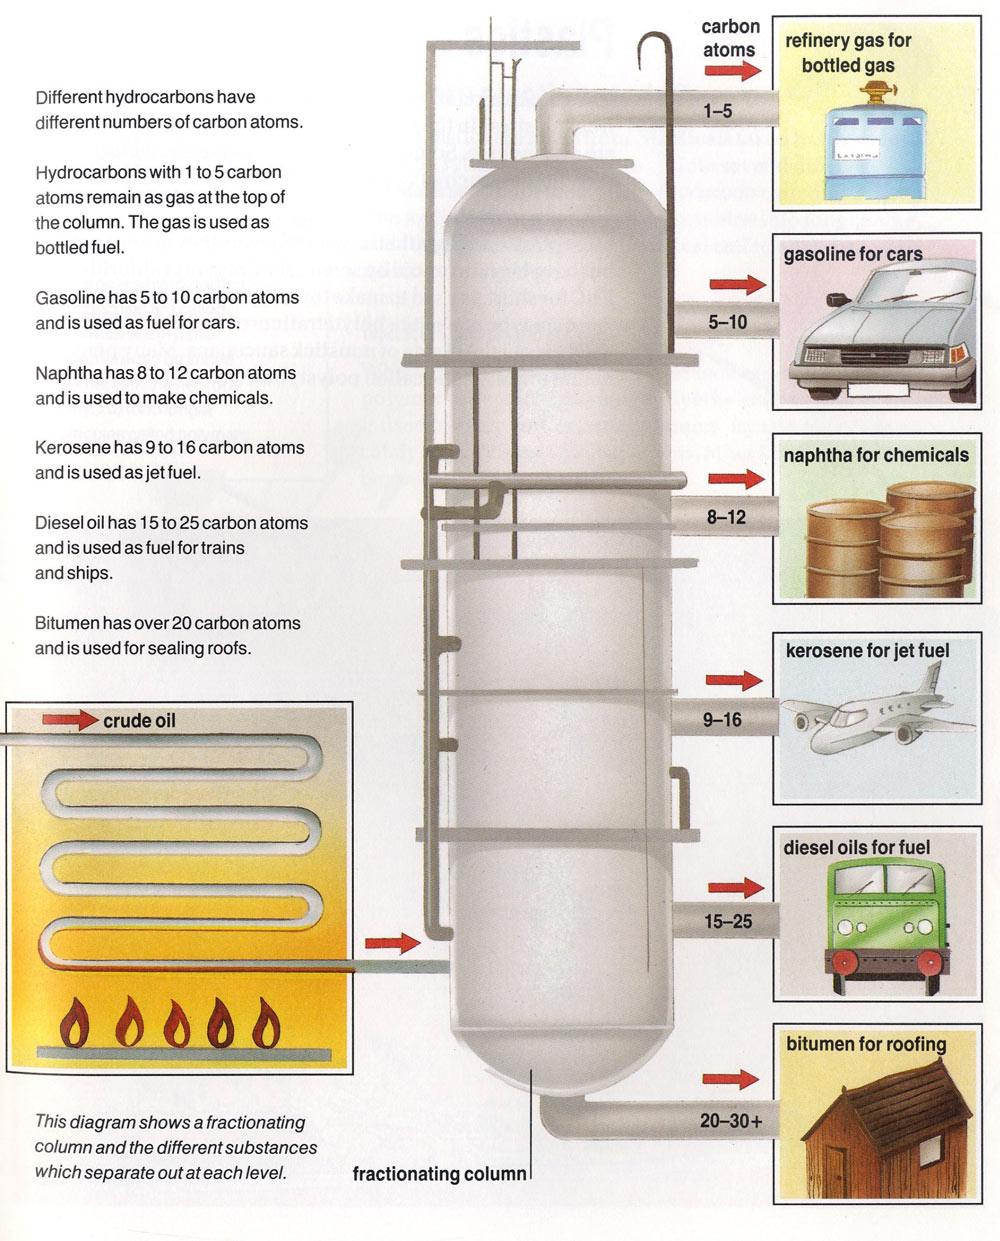 Different hydrocarbons have
different numbers of carbon atoms.
Hydrocarbons with 1 to 5 carbon
atoms remain as gas at the top of
the column. The gas is used as
bottled fuel.
Gasoline has 5 to 10 carbon atoms
and is used as fuel for cars.
Naphtha has 8 to 12 carbon atoms
and is used to make chemicals.
Kerosene has 9 to 16 carbon atoms
and is used as jet fuel.
Diesel oil has 15 to 25 carbon atoms
and is used as fuel for trains
and ships.
Bitumen has over 20 carbon atoms
and is used for sealing roofs.
crude oil
This diagram shows a fractionating
column and the different substances
which separate out at each level.
fractionating column
carbon
atoms
1–5
refinery gas for
bottled gas
5–10
gasoline for cars
8–12
naphtha for chemicals
9–16
kerosene for jet fuel
15–25
diesel oils for fuel
20–30+
bitumen for roofing